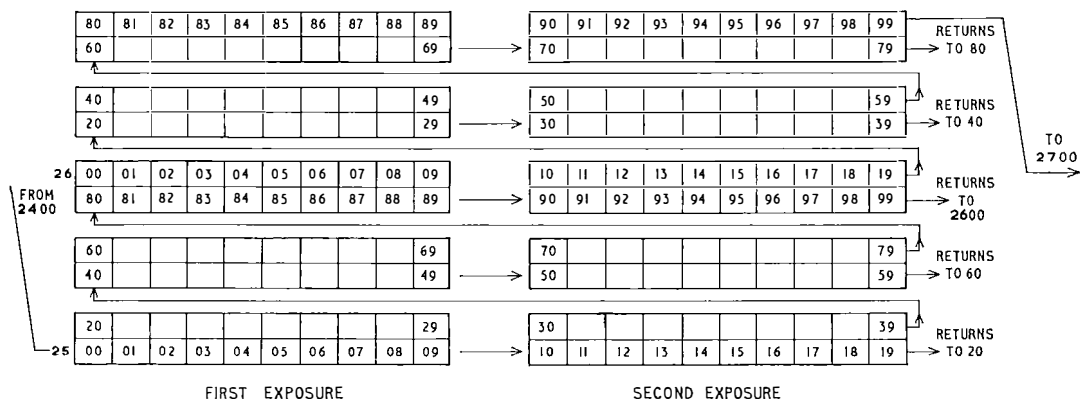 80 81 82 83 84 85 86 87 88 89 90 91 92 93 94 95 96 97 98 99
60 69 70 79
RETURNS
TO 80
40 49 50 59
20 29 30 39
RETURNS
TO 40
26 00 01 02 03 04 05 06 07 08 09 10 11 12 13 14 15 16 17 18 19
80 81 82 83 84 85 86 87 88 89 90 91 92 93 94 95 96 97 98 99
RETURNS
TO
2600
FROM
2400
TO
2700
60 69 70 79
40 49 50 59
RETURNS
TO 60
20 29 30 39
25 00 01 02 03 04 05 06 07 08 09 10 11 12 13 14 15 16 17 18 19
RETURNS
TO 20
FIRST EXPOSURE SECOND EXPOSURE